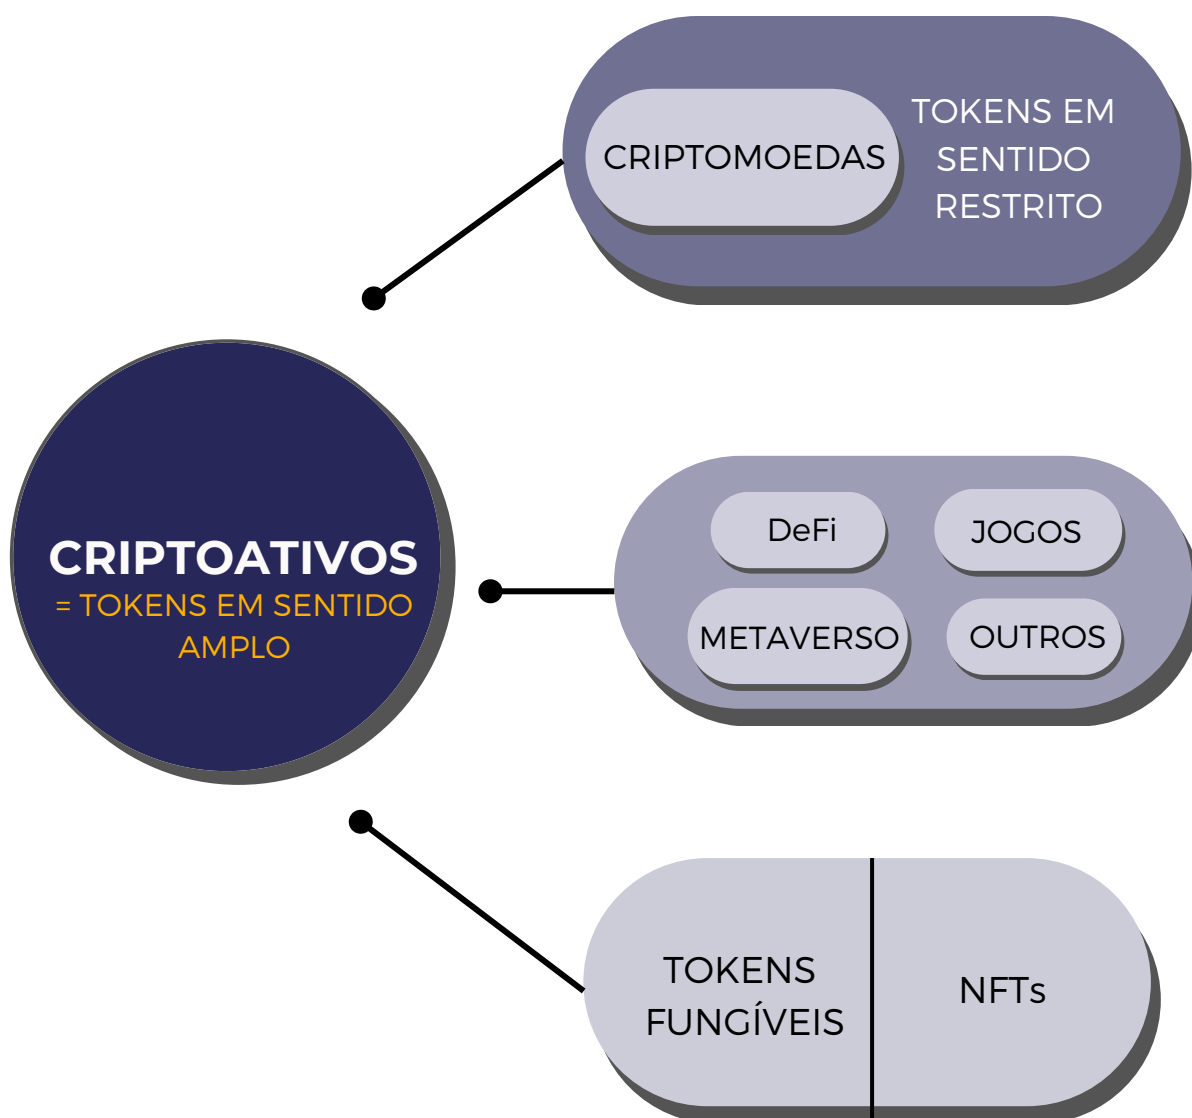 CRIPTOMOEDAS
TOKENS EM
SENTIDO
RESTRITO
CRIPTOATIVOS
= TOKENS EM SENTIDO
AMPLO
DeFi
JOGOS
METAVERSO
OUTROS
TOKENS
FUNGÍVEIS
NFTs